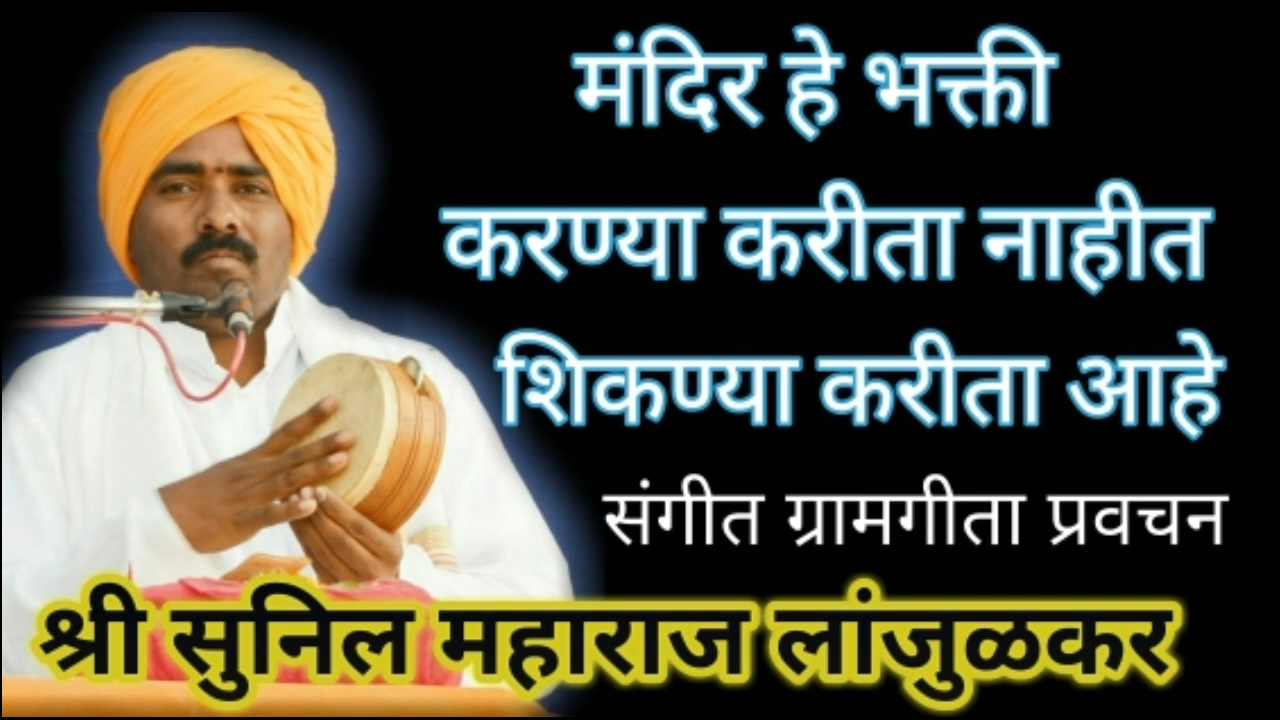 मंदिर हे भक्ती
करण्या करीता नाहीत
शिकण्या करीता आहे
संगीत ग्रामगीता प्रवचन
श्री सुनिल महाराज लांजुळकर